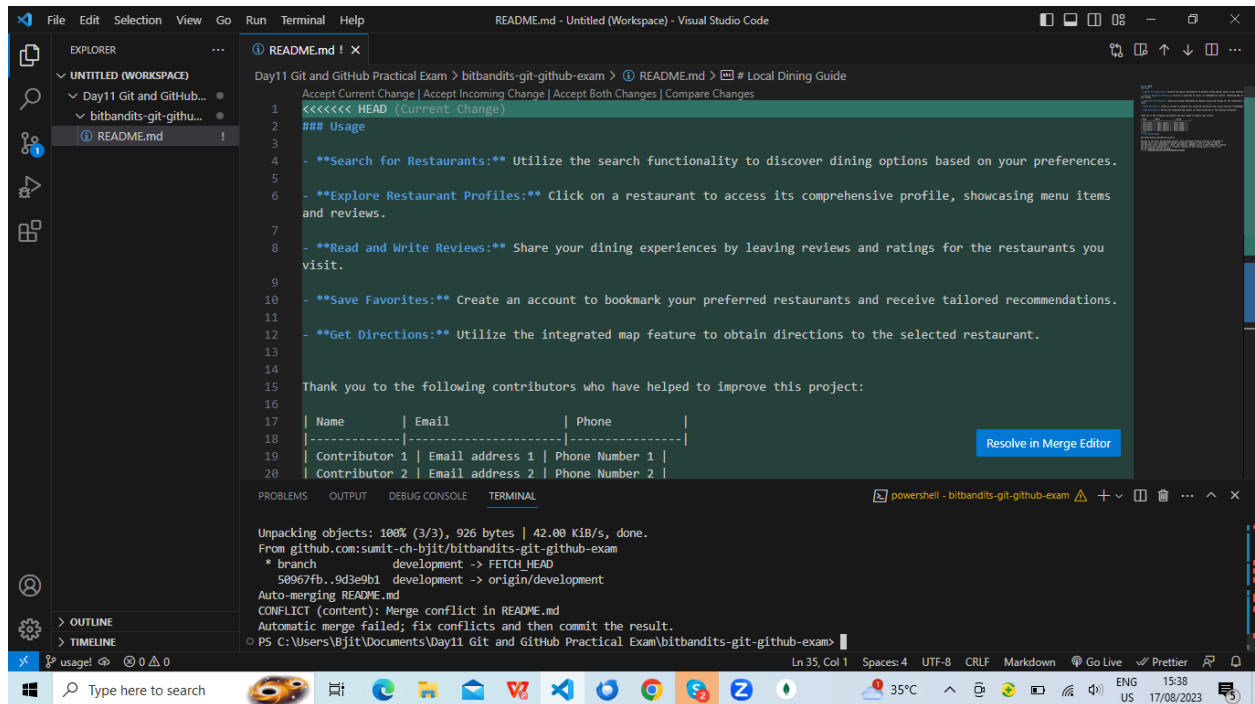 File Edit Selection View Go Run Terminal Help README.md - Untitled (Workspace) - Visual Studio Code
EXPLORER
UNTITLED (WORKSPACE)
Day11 Git and GitHub...
bitbandits-git-githu...
README.md !
1
OUTLINE
TIMELINE
README.md !
Day11 Git and GitHub Practical Exam > bitbandits-git-github-exam > README.md > # Local Dining Guide
Accept Current Change | Accept Incoming Change | Accept Both Changes | Compare Changes
1 <<<<<<< HEAD (Current Change)
2 ### Usage
3
4 - **Search for Restaurants:** Utilize the search functionality to discover dining options based on your preferences.
5
6 - **Explore Restaurant Profiles:** Click on a restaurant to access its comprehensive profile, showcasing menu items
and reviews.
7
8 - **Read and Write Reviews:** Share your dining experiences by leaving reviews and ratings for the restaurants you
visit.
9
10 - **Save Favorites:** Create an account to bookmark your preferred restaurants and receive tailored recommendations.
11
12 - **Get Directions:** Utilize the integrated map feature to obtain directions to the selected restaurant.
13
14
15 Thank you to the following contributors who have helped to improve this project:
16
17 | Name | Email | Phone |
18 |-------------|----------------------|----------------|
19 | Contributor 1 | Email address 1 | Phone Number 1 |
20 | Contributor 2 | Email address 2 | Phone Number 2 |
Resolve in Merge Editor
PROBLEMS OUTPUT DEBUG CONSOLE TERMINAL powershell - bitbandits-git-github-exam
Unpacking objects: 100% (3/3), 926 bytes | 42.00 KiB/s, done.
From github.com:sumit-ch-bjit/bitbandits-git-github-exam
* branch development -> FETCH_HEAD
50967fb..9d3e9b1 development -> origin/development
Auto-merging README.md
CONFLICT (content): Merge conflict in README.md
Automatic merge failed; fix conflicts and then commit the result.
PS C:\Users\Bjit\Documents\Day11 Git and GitHub Practical Exam\bitbandits-git-github-exam>
usage! 0 0 Ln 35, Col 1 Spaces: 4 UTF-8 CRLF Markdown Go Live Prettier
Type here to search 35°C ENG 15:38
US 17/08/2023 5